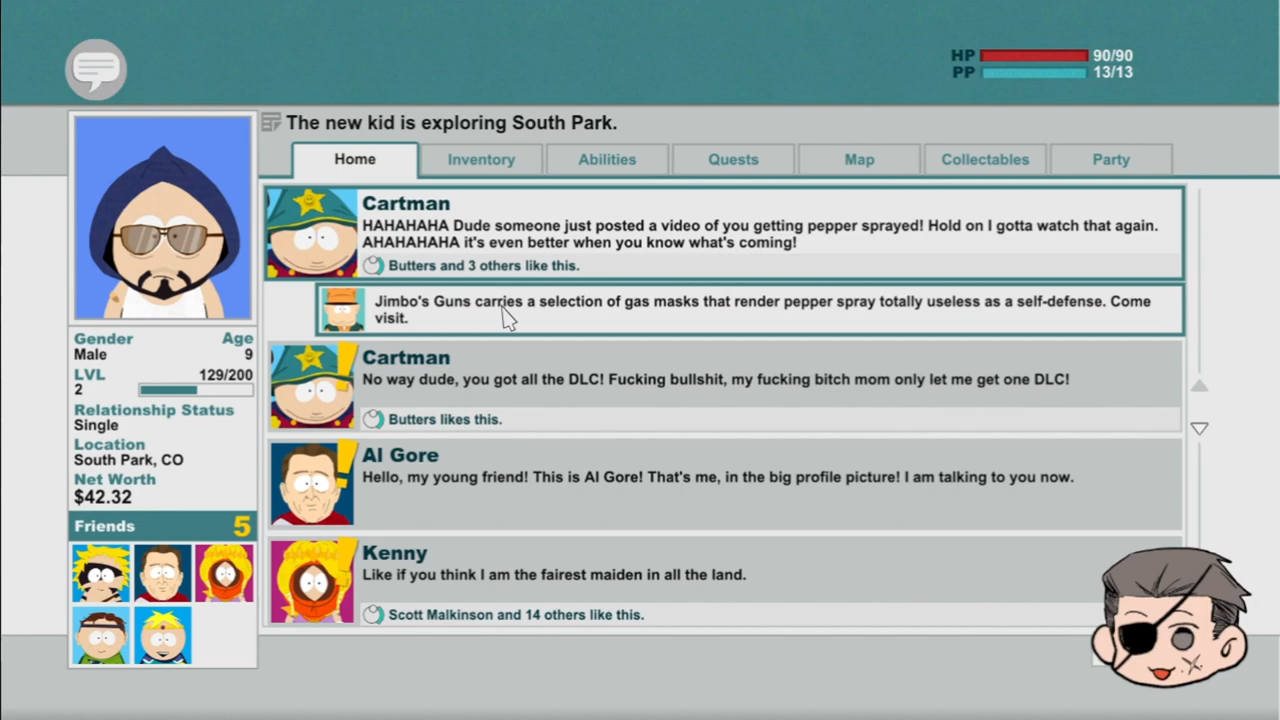 HP 90/90
PP 13/13
The new kid is exploring South Park.
Home Inventory Abilities Quests Map Collectables Party
Cartman
HAHAHAHA Dude someone just posted a video of you getting pepper sprayed! Hold on I gotta watch that again.
AHAHAHAHA it's even better when you know what's coming!
Butters and 3 others like this.
Jimbo's Guns carries a selection of gas masks that render pepper spray totally useless as a self-defense. Come
visit.
Cartman
No way dude, you got all the DLC! Fucking bullshit, my fucking bitch mom only let me get one DLC!
Butters likes this.
Al Gore
Hello, my young friend! This is Al Gore! That's me, in the big profile picture! I am talking to you now.
Kenny
Like if you think I am the fairest maiden in all the land.
Scott Malkinson and 14 others like this.
Gender Age
Male 9
LVL 129/200
2
Relationship Status
Single
Location
South Park, CO
Net Worth
$42.32
Friends 5